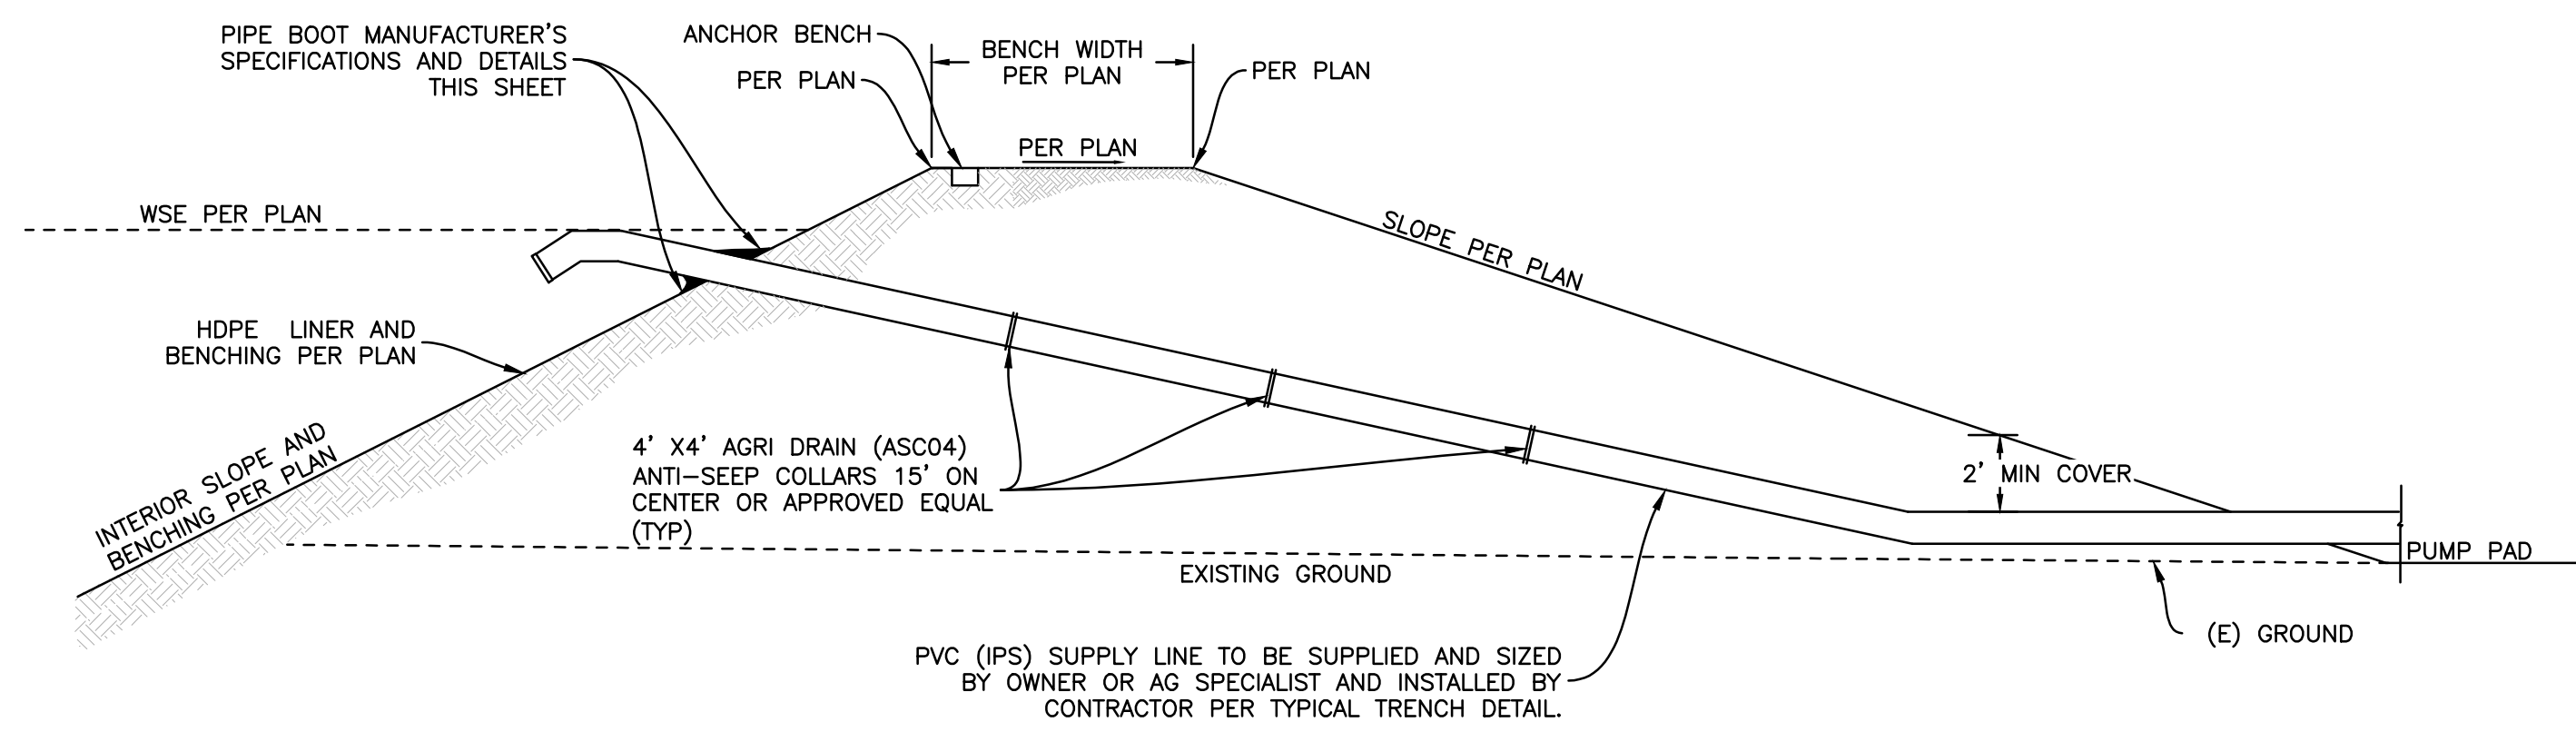 PIPE BOOT MANUFACTURER'S
SPECIFICATIONS AND DETAILS
THIS SHEET
ANCHOR BENCH
PER PLAN
BENCH WIDTH
PER PLAN
PER PLAN
PER PLAN
WSE PER PLAN
SLOPE PER PLAN
HDPE LINER AND
BENCHING PER PLAN
INTERIOR SLOPE AND
BENCHING PER PLAN
4' X4' AGRI DRAIN (ASC04)
ANTI-SEEP COLLARS 15' ON
CENTER OR APPROVED EQUAL
(TYP)
2' MIN COVER
PUMP PAD
EXISTING GROUND
(E) GROUND
PVC (IPS) SUPPLY LINE TO BE SUPPLIED AND SIZED
BY OWNER OR AG SPECIALIST AND INSTALLED BY
CONTRACTOR PER TYPICAL TRENCH DETAIL.